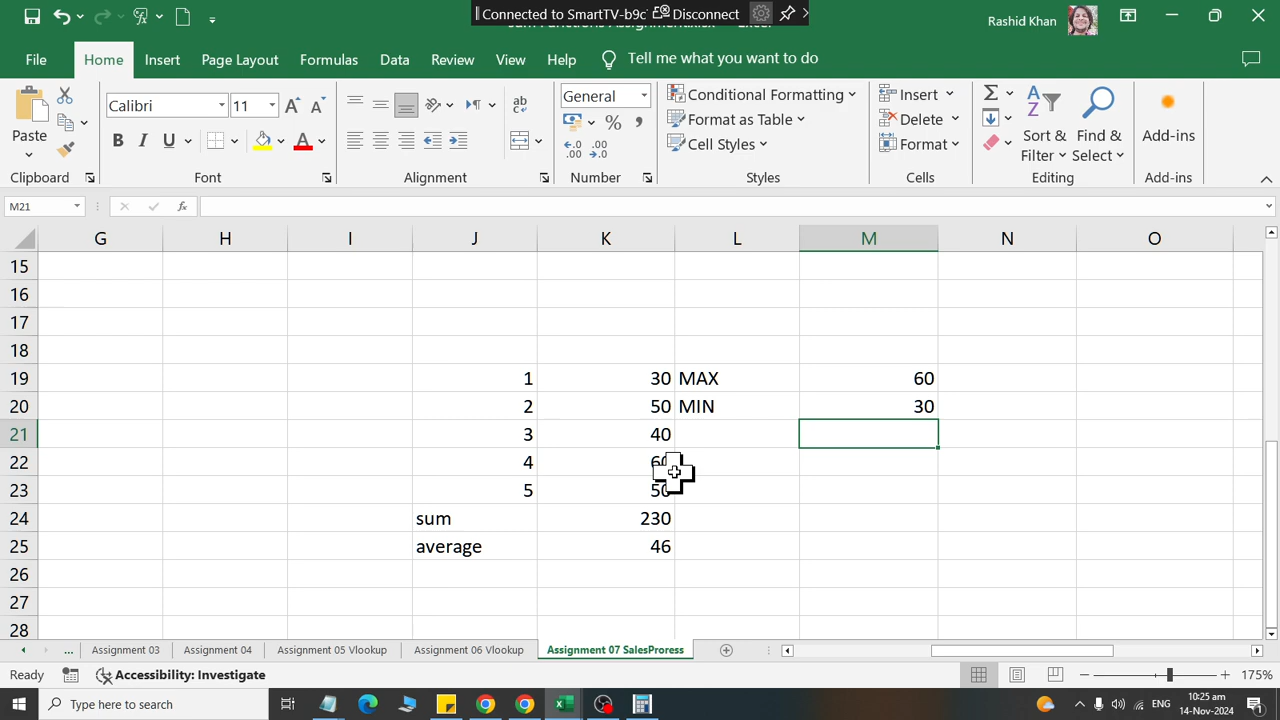 Connected to SmartTV-b9c Disconnect
Rashid Khan
File Home Insert Page Layout Formulas Data Review View Help Tell me what you want to do
Paste
Calibri 11
B I U A
ab
General
% ,
Conditional Formatting
Format as Table
Cell Styles
Insert
Delete
Format
Sort & Filter
Find & Select
Add-ins
Clipboard Font Alignment Number Styles Cells Editing Add-ins
M21 fx
G H I J K L M N O
15
16
17
18
19 1 30 MAX 60
20 2 50 MIN 30
21 3 40
22 4 60
23 5 50
24 sum 230
25 average 46
26
27
28
... Assignment 03 Assignment 04 Assignment 05 Vlookup Assignment 06 Vlookup Assignment 07 SalesProress
Ready Accessibility: Investigate 175%
Type here to search
ENG
10:25 am
14-Nov-2024